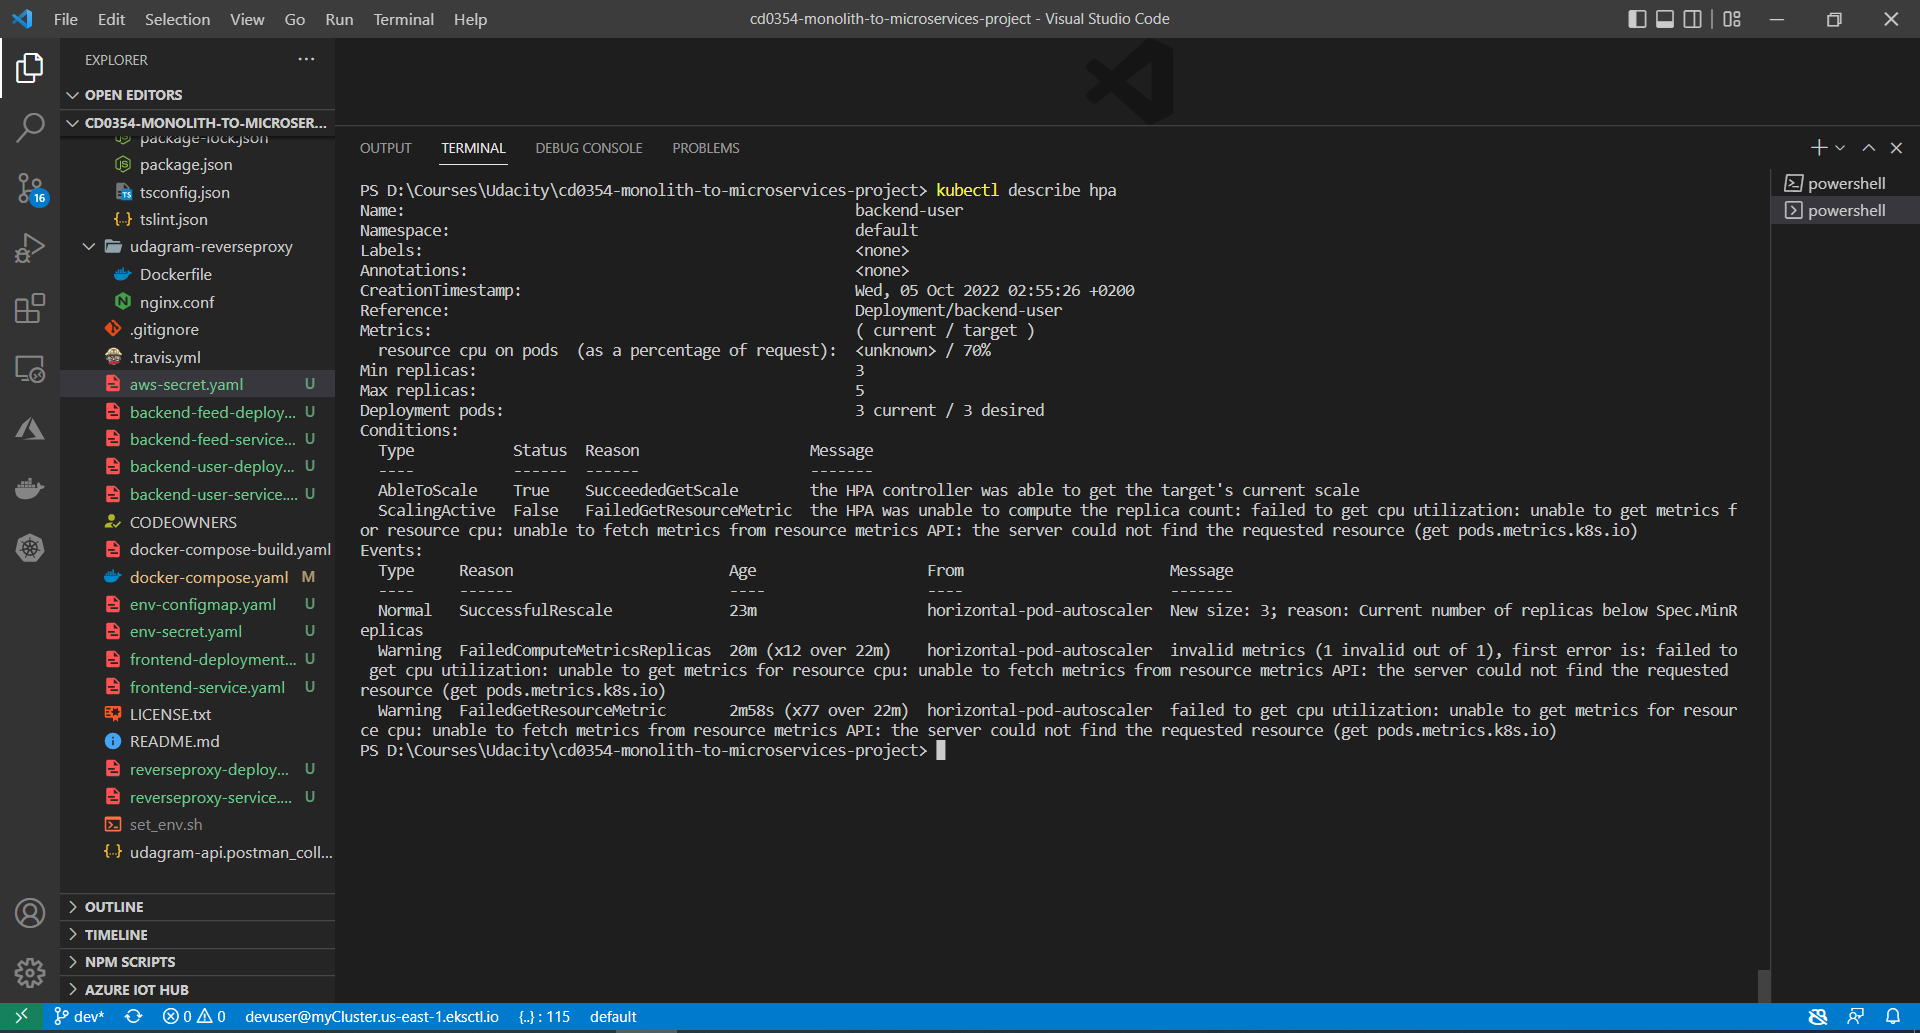 File Edit Selection View Go Run Terminal Help
cd0354-monolith-to-microservices-project - Visual Studio Code
EXPLORER
OPEN EDITORS
CD0354-MONOLITH-TO-MICROSER...
package-lock.json
package.json
tsconfig.json
tslint.json
udagram-reverseproxy
Dockerfile
nginx.conf
.gitignore
.travis.yml
aws-secret.yaml U
backend-feed-deploy... U
backend-feed-service... U
backend-user-deploy... U
backend-user-service.... U
CODEOWNERS
docker-compose-build.yaml
docker-compose.yaml M
env-configmap.yaml U
env-secret.yaml U
frontend-deployment... U
frontend-service.yaml U
LICENSE.txt
README.md
reverseproxy-deploy... U
reverseproxy-service.... U
set_env.sh
udagram-api.postman_coll...
OUTLINE
TIMELINE
NPM SCRIPTS
AZURE IOT HUB
16
OUTPUT TERMINAL DEBUG CONSOLE PROBLEMS
PS D:\Courses\Udacity\cd0354-monolith-to-microservices-project> kubectl describe hpa
Name: backend-user
Namespace: default
Labels: <none>
Annotations: <none>
CreationTimestamp: Wed, 05 Oct 2022 02:55:26 +0200
Reference: Deployment/backend-user
Metrics: ( current / target )
resource cpu on pods (as a percentage of request): <unknown> / 70%
Min replicas: 3
Max replicas: 5
Deployment pods: 3 current / 3 desired
Conditions:
Type Status Reason Message
---- ------ ------ -------
AbleToScale True SucceededGetScale the HPA controller was able to get the target's current scale
ScalingActive False FailedGetResourceMetric the HPA was unable to compute the replica count: failed to get cpu utilization: unable to get metrics f
or resource cpu: unable to fetch metrics from resource metrics API: the server could not find the requested resource (get pods.metrics.k8s.io)
Events:
Type Reason Age From Message
---- ------ ---- ---- -------
Normal SuccessfulRescale 23m horizontal-pod-autoscaler New size: 3; reason: Current number of replicas below Spec.MinR
eplicas
Warning FailedComputeMetricsReplicas 20m (x12 over 22m) horizontal-pod-autoscaler invalid metrics (1 invalid out of 1), first error is: failed to
get cpu utilization: unable to get metrics for resource cpu: unable to fetch metrics from resource metrics API: the server could not find the requested
resource (get pods.metrics.k8s.io)
Warning FailedGetResourceMetric 2m58s (x77 over 22m) horizontal-pod-autoscaler failed to get cpu utilization: unable to get metrics for resour
ce cpu: unable to fetch metrics from resource metrics API: the server could not find the requested resource (get pods.metrics.k8s.io)
PS D:\Courses\Udacity\cd0354-monolith-to-microservices-project>
powershell
powershell
dev* 0 0 devuser@myCluster.us-east-1.eksctl.io {..} : 115 default